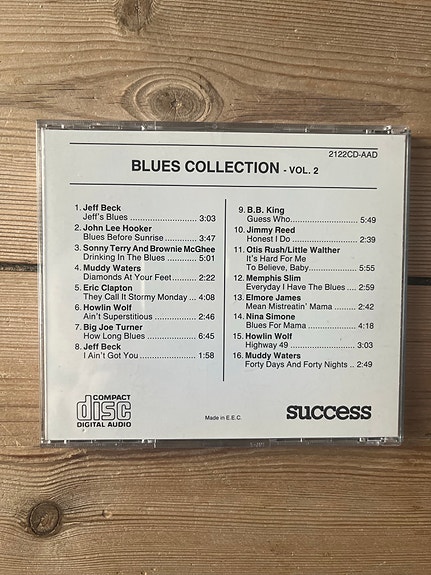 2122CD-AAD
BLUES COLLECTION - VOL. 2
1. Jeff Beck
Jeff's Blues ..................... 3:03
2. John Lee Hooker
Blues Before Sunrise .......... 3:47
3. Sonny Terry And Brownie McGhee
Drinking In The Blues ......... 5:01
4. Muddy Waters
Diamonds At Your Feet ....... 2:22
5. Eric Clapton
They Call It Stormy Monday ... 4:08
6. Howlin Wolf
Ain't Superstitious ............ 2:46
7. Big Joe Turner
How Long Blues ............... 6:45
8. Jeff Beck
I Ain't Got You ................ 1:58
9. B.B. King
Guess Who ..................... 5:49
10. Jimmy Reed
Honest I Do .................... 2:39
11. Otis Rush/Little Walther
It's Hard For Me
To Believe, Baby ............... 5:55
12. Memphis Slim
Everyday I Have The Blues ... 2:59
13. Elmore James
Mean Mistreatin' Mama ....... 2:42
14. Nina Simone
Blues For Mama ............... 4:18
15. Howlin Wolf
Highway 49 .................... 3:03
16. Muddy Waters
Forty Days And Forty Nights .. 2:49
COMPACT
disc
DIGITAL AUDIO
Made in E.E.C.
success